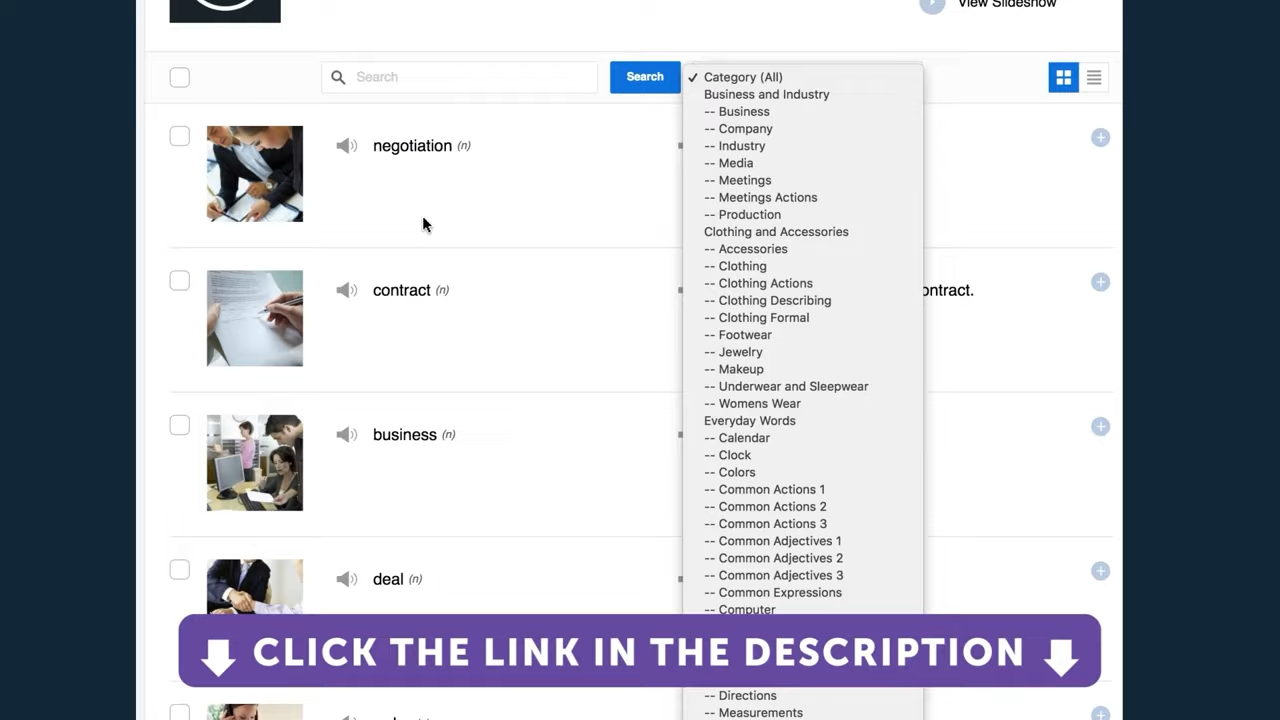 View Slideshow
Search
Search
✓ Category (All)
Business and Industry
-- Business
-- Company
-- Industry
-- Media
-- Meetings
-- Meetings Actions
-- Production
Clothing and Accessories
-- Accessories
-- Clothing
-- Clothing Actions
-- Clothing Describing
-- Clothing Formal
-- Footwear
-- Jewelry
-- Makeup
-- Underwear and Sleepwear
-- Womens Wear
Everyday Words
-- Calendar
-- Clock
-- Colors
-- Common Actions 1
-- Common Actions 2
-- Common Actions 3
-- Common Adjectives 1
-- Common Adjectives 2
-- Common Adjectives 3
-- Common Expressions
-- Computer
-- Directions
-- Measurements
negotiation (n)
contract (n)
ontract.
business (n)
deal (n)
CLICK THE LINK IN THE DESCRIPTION